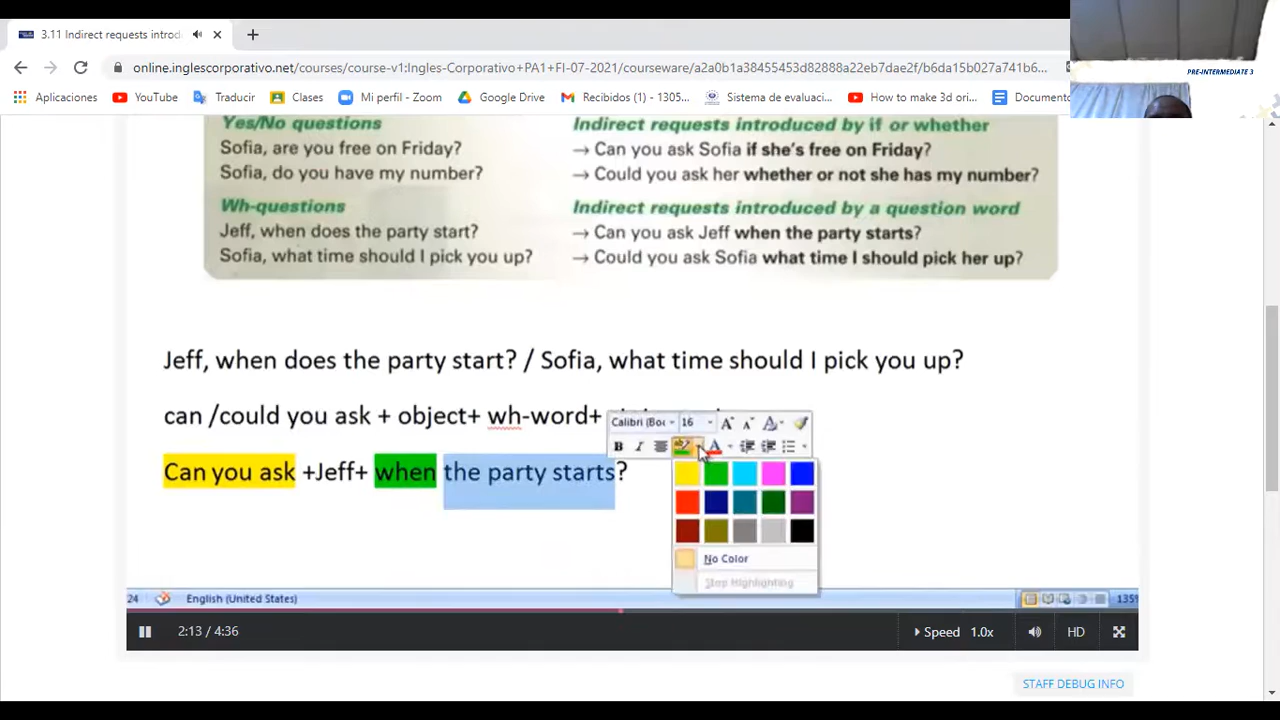 3.11 Indirect requests introd
online.inglescorporativo.net/courses/course-v1:Ingles-Corporativo+PA1+FI-07-2021/courseware/a2a0b1a38455453d82888a22eb7dae2f/b6da15b027a741b6...
PRE-INTERMEDIATE 3
Aplicaciones YouTube Traducir Clases Mi perfil - Zoom Google Drive Recibidos (1) - 1305... Sistema de evaluaci... How to make 3d ori... Documento
Yes/No questions Indirect requests introduced by if or whether
Sofia, are you free on Friday? → Can you ask Sofia if she's free on Friday?
Sofia, do you have my number? → Could you ask her whether or not she has my number?
Wh-questions Indirect requests introduced by a question word
Jeff, when does the party start? → Can you ask Jeff when the party starts?
Sofia, what time should I pick you up? → Could you ask Sofia what time I should pick her up?
Jeff, when does the party start? / Sofia, what time should I pick you up?
can /could you ask + object+ wh-word+
Calibri (Boc 16
Can you ask +Jeff+ when the party starts?
No Color
Stop Highlighting
24 English (United States) 135%
2:13 / 4:36 Speed 1.0x HD
STAFF DEBUG INFO